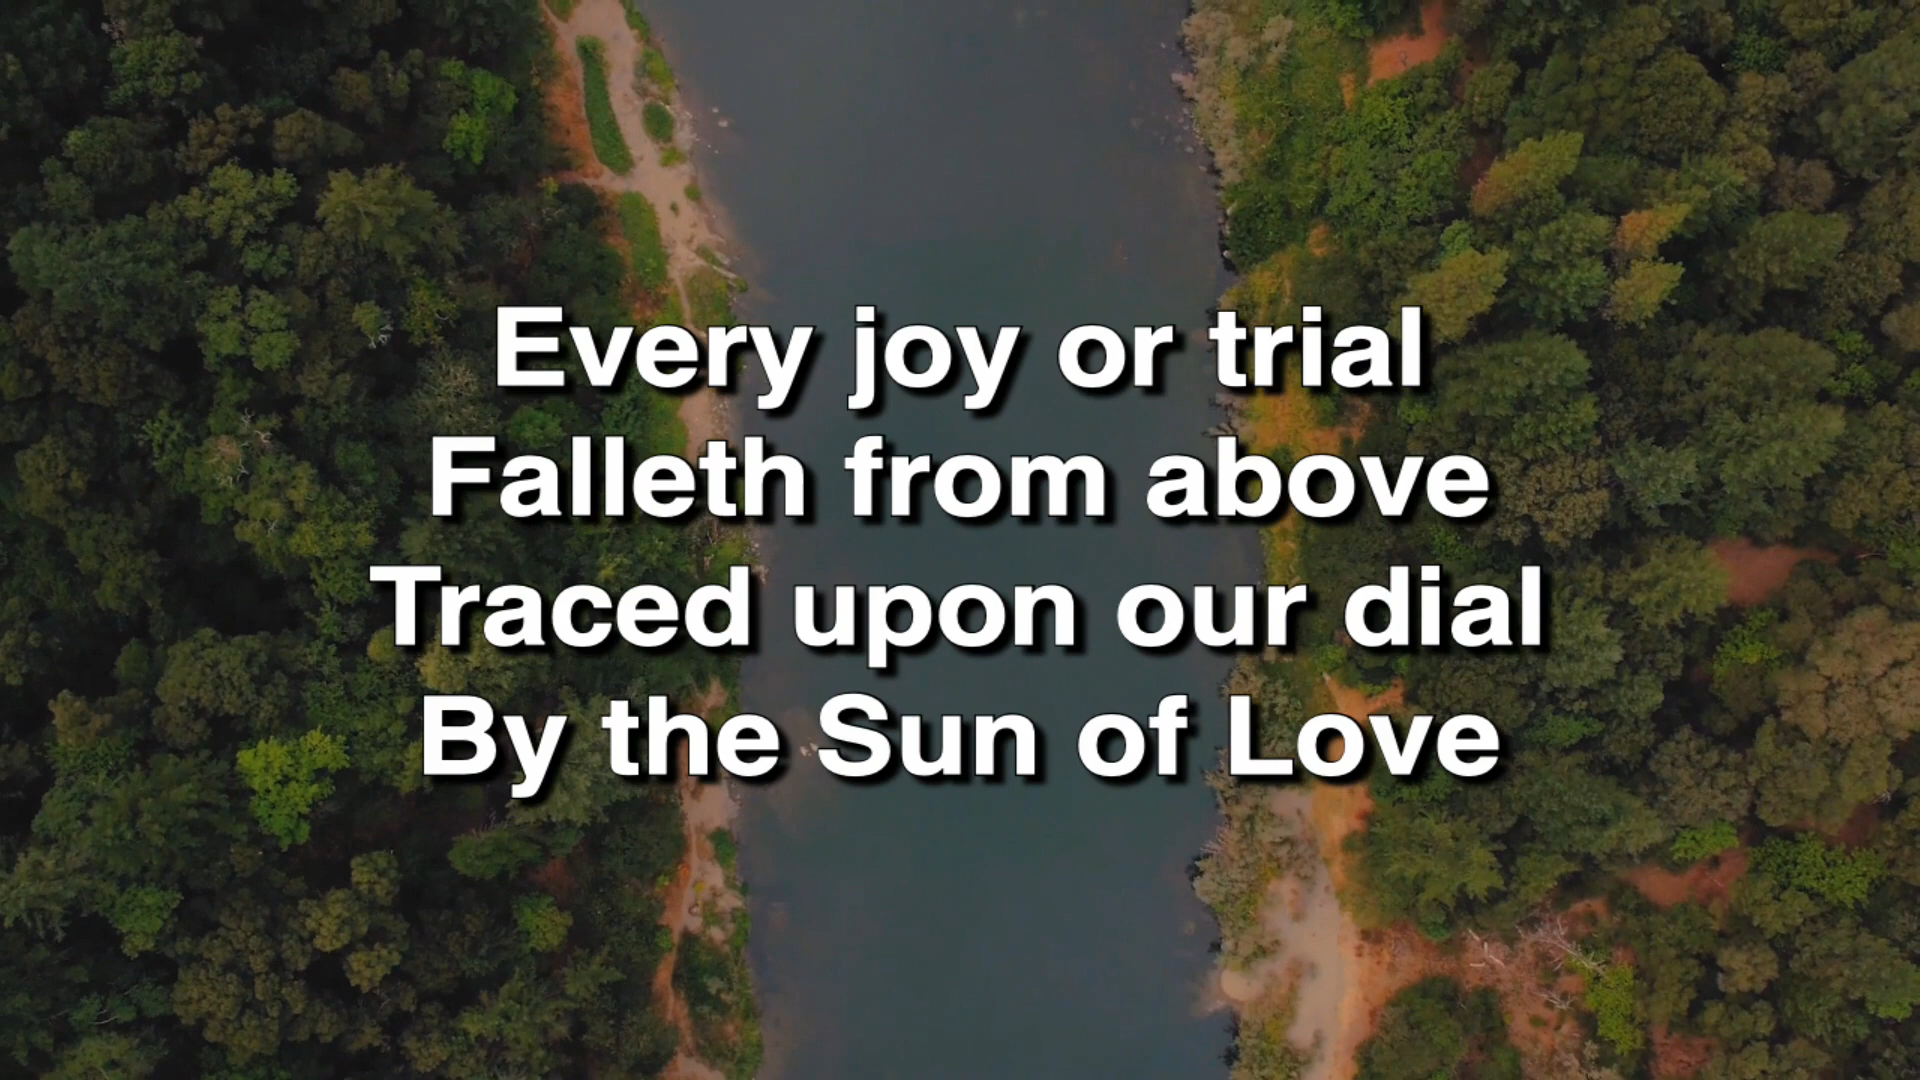 Every joy or trial
Falleth from above
Traced upon our dial
By the Sun of Love